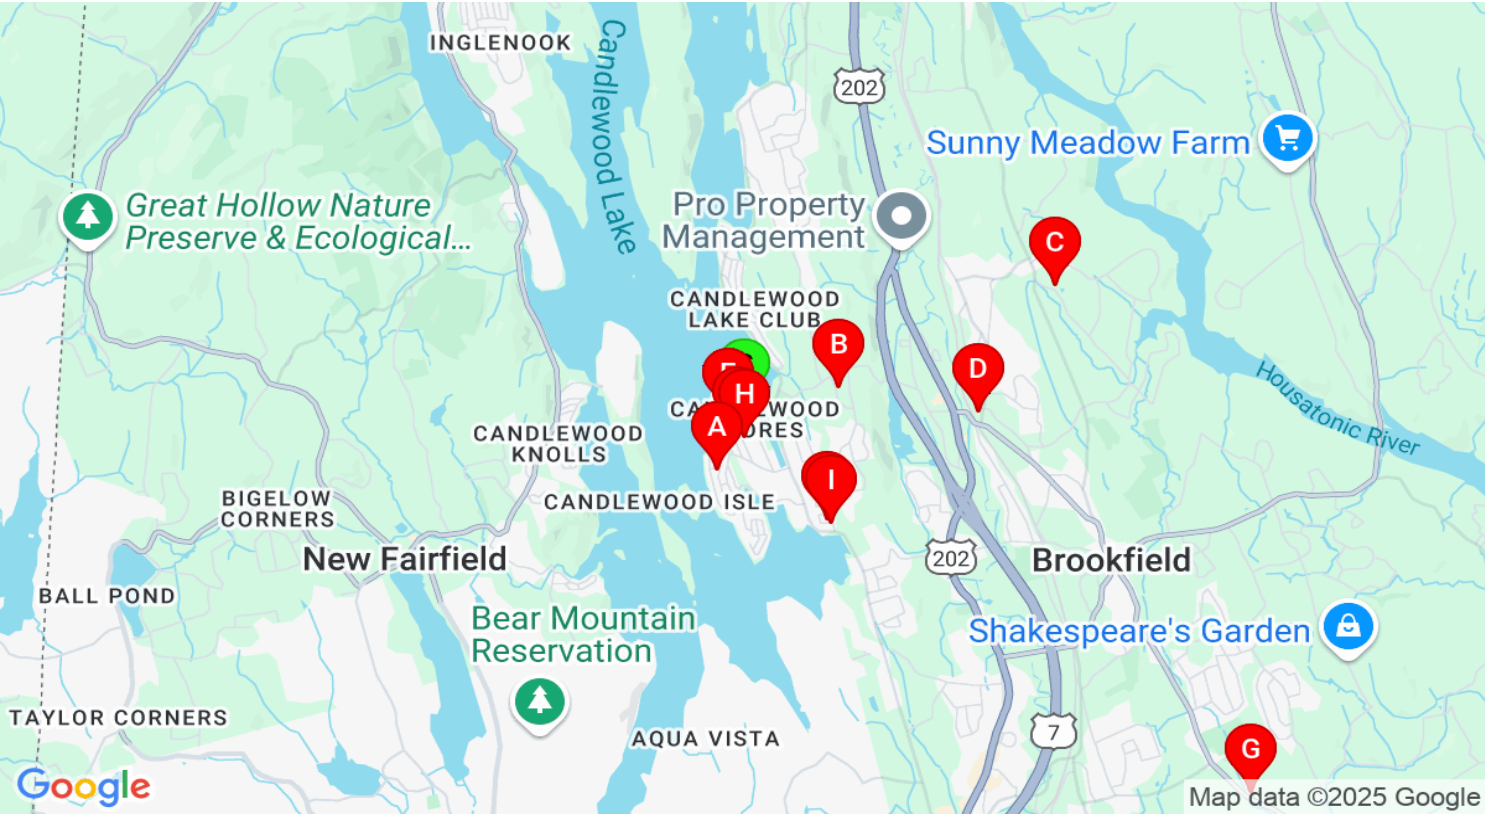 INGLENOOK
Candlewood Lake
202
Sunny Meadow Farm
Great Hollow Nature
Preserve & Ecological...
Pro Property
Management
C
CANDLEWOOD
LAKE CLUB
B
D
H
A
CANDLEWOOD
KNOLLS
Housatonic River
I
CANDLEWOOD ISLE
BIGELOW
CORNERS
New Fairfield
202
Brookfield
BALL POND
Bear Mountain
Reservation
Shakespeare's Garden
TAYLOR CORNERS
AQUA VISTA
7
G
Google
Map data ©2025 Google